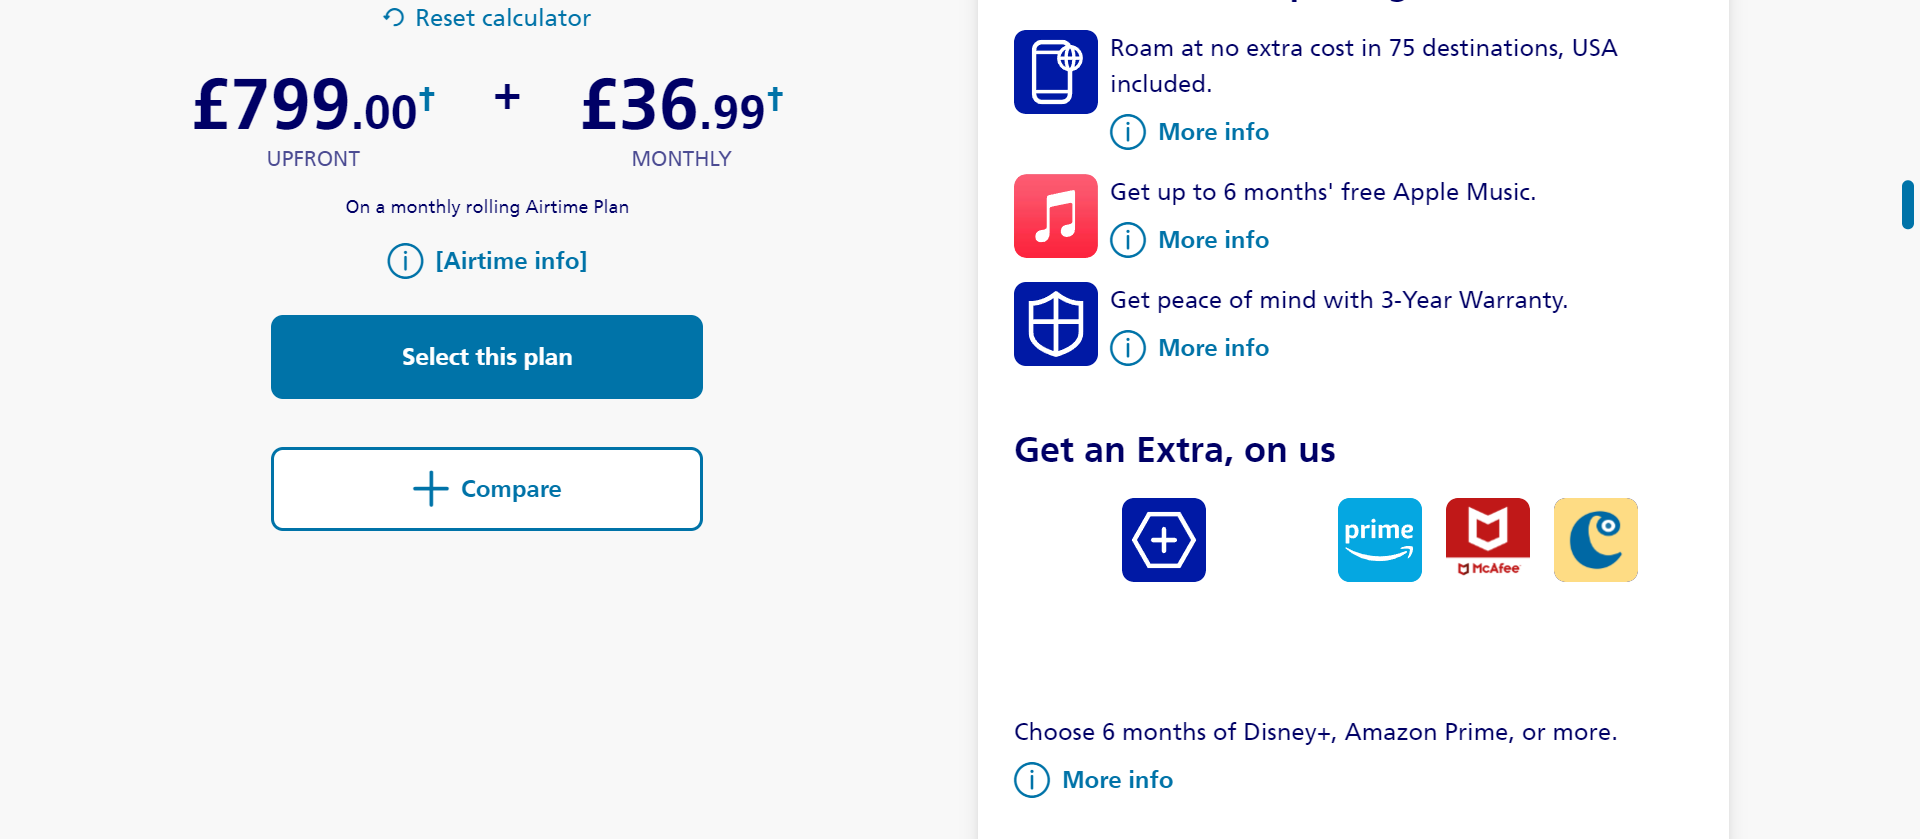 Reset calculator
£799.00† + £36.99†
UPFRONT MONTHLY
On a monthly rolling Airtime Plan
[Airtime info]
Select this plan
Compare
Roam at no extra cost in 75 destinations, USA
included.
More info
Get up to 6 months' free Apple Music.
More info
Get peace of mind with 3-Year Warranty.
More info
Get an Extra, on us
prime
McAfee
Choose 6 months of Disney+, Amazon Prime, or more.
More info